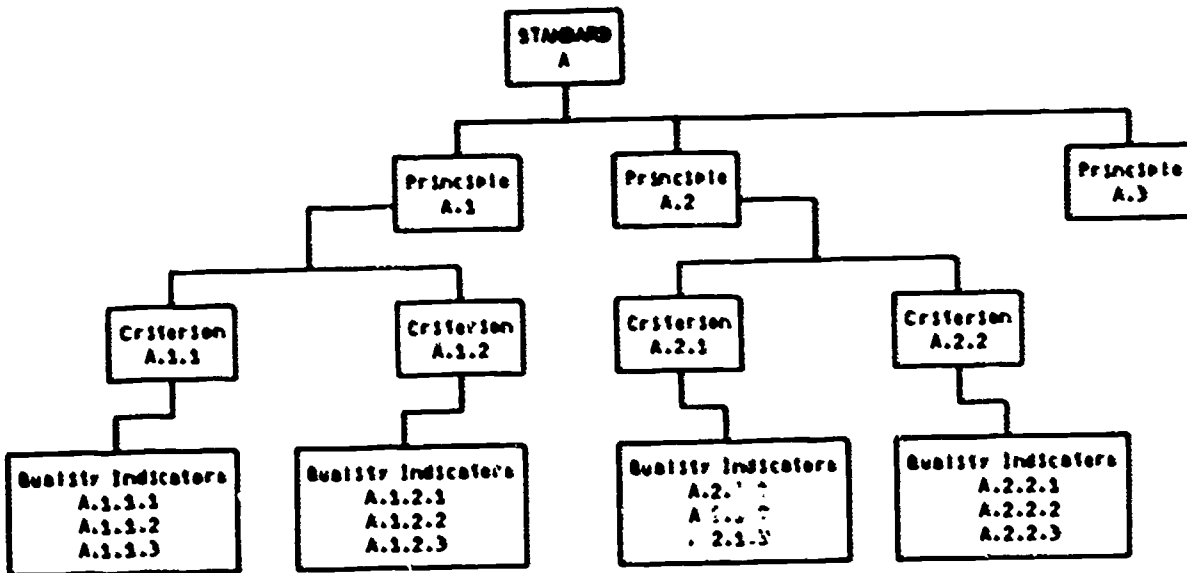 STANDARD
A
Principle
A.1
Principle
A.2
Principle
A.3
Criterion
A.1.1
Criterion
A.1.2
Criterion
A.2.1
Criterion
A.2.2
Quality Indicators
A.1.1.1
A.1.1.2
A.1.1.3
Quality Indicators
A.1.2.1
A.1.2.2
A.1.2.3
Quality Indicators
Quality Indicators
A.2.2.1
A.2.2.2
A.2.2.3